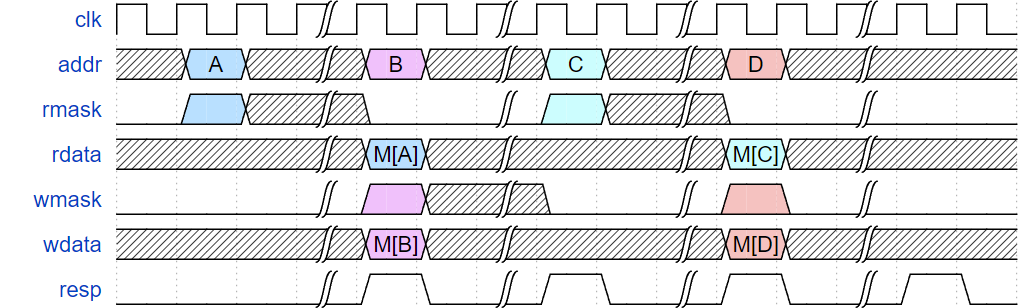 clk
addr A B C D
rmask
rdata M[A] M[C]
wmask
wdata M[B] M[D]
resp